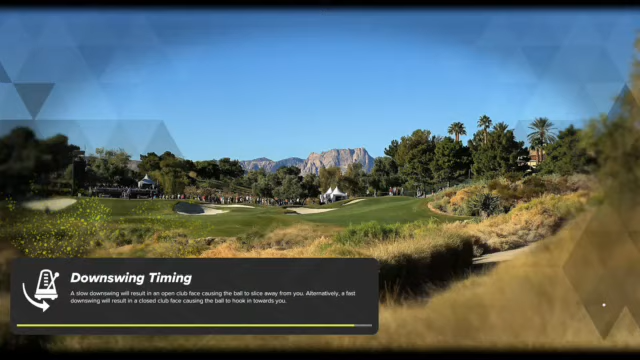 Downswing Timing
A slow downswing will result in an open club face causing the ball to slice away from you. Alternatively, a fast
downswing will result in a closed club face causing the ball to hook in towards you.